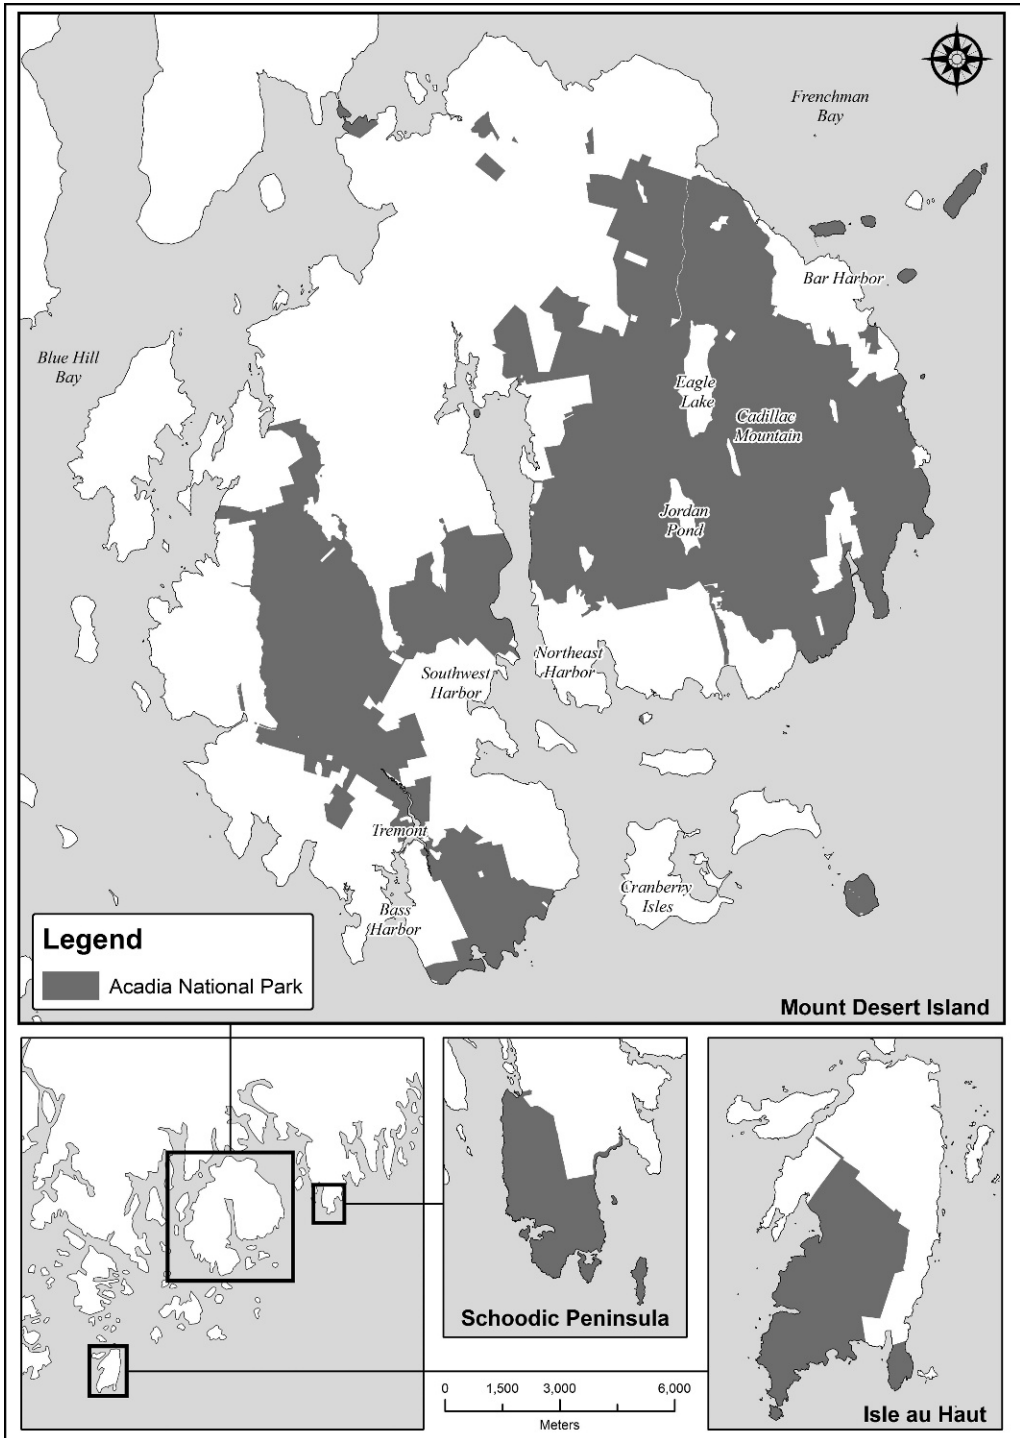 Frenchman
Bay
Bar Harbor
Blue Hill
Bay
Eagle
Lake
Cadillac
Mountain
Jordan
Pond
Northeast
Harbor
Southwest
Harbor
Tremont
Cranberry
Isles
Bass
Harbor
Legend
Acadia National Park
Mount Desert Island
Schoodic Peninsula
0 1,500 3,000 6,000
Meters
Isle au Haut